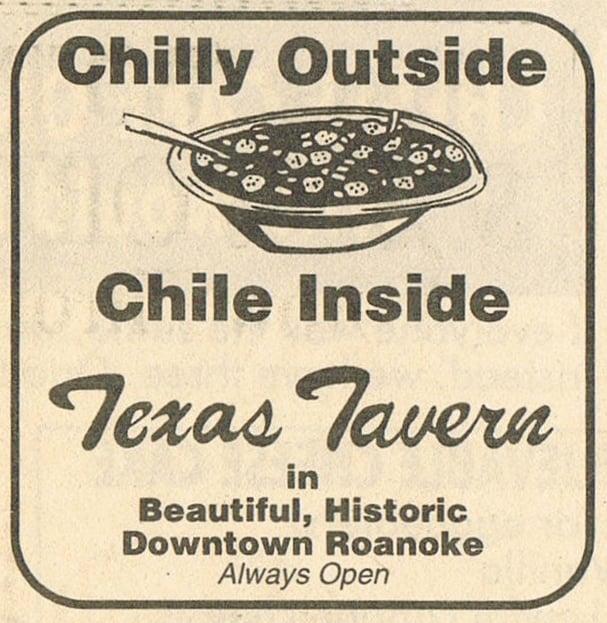 Chilly Outside
Chile Inside
Texas Tavern
in
Beautiful, Historic
Downtown Roanoke
Always Open